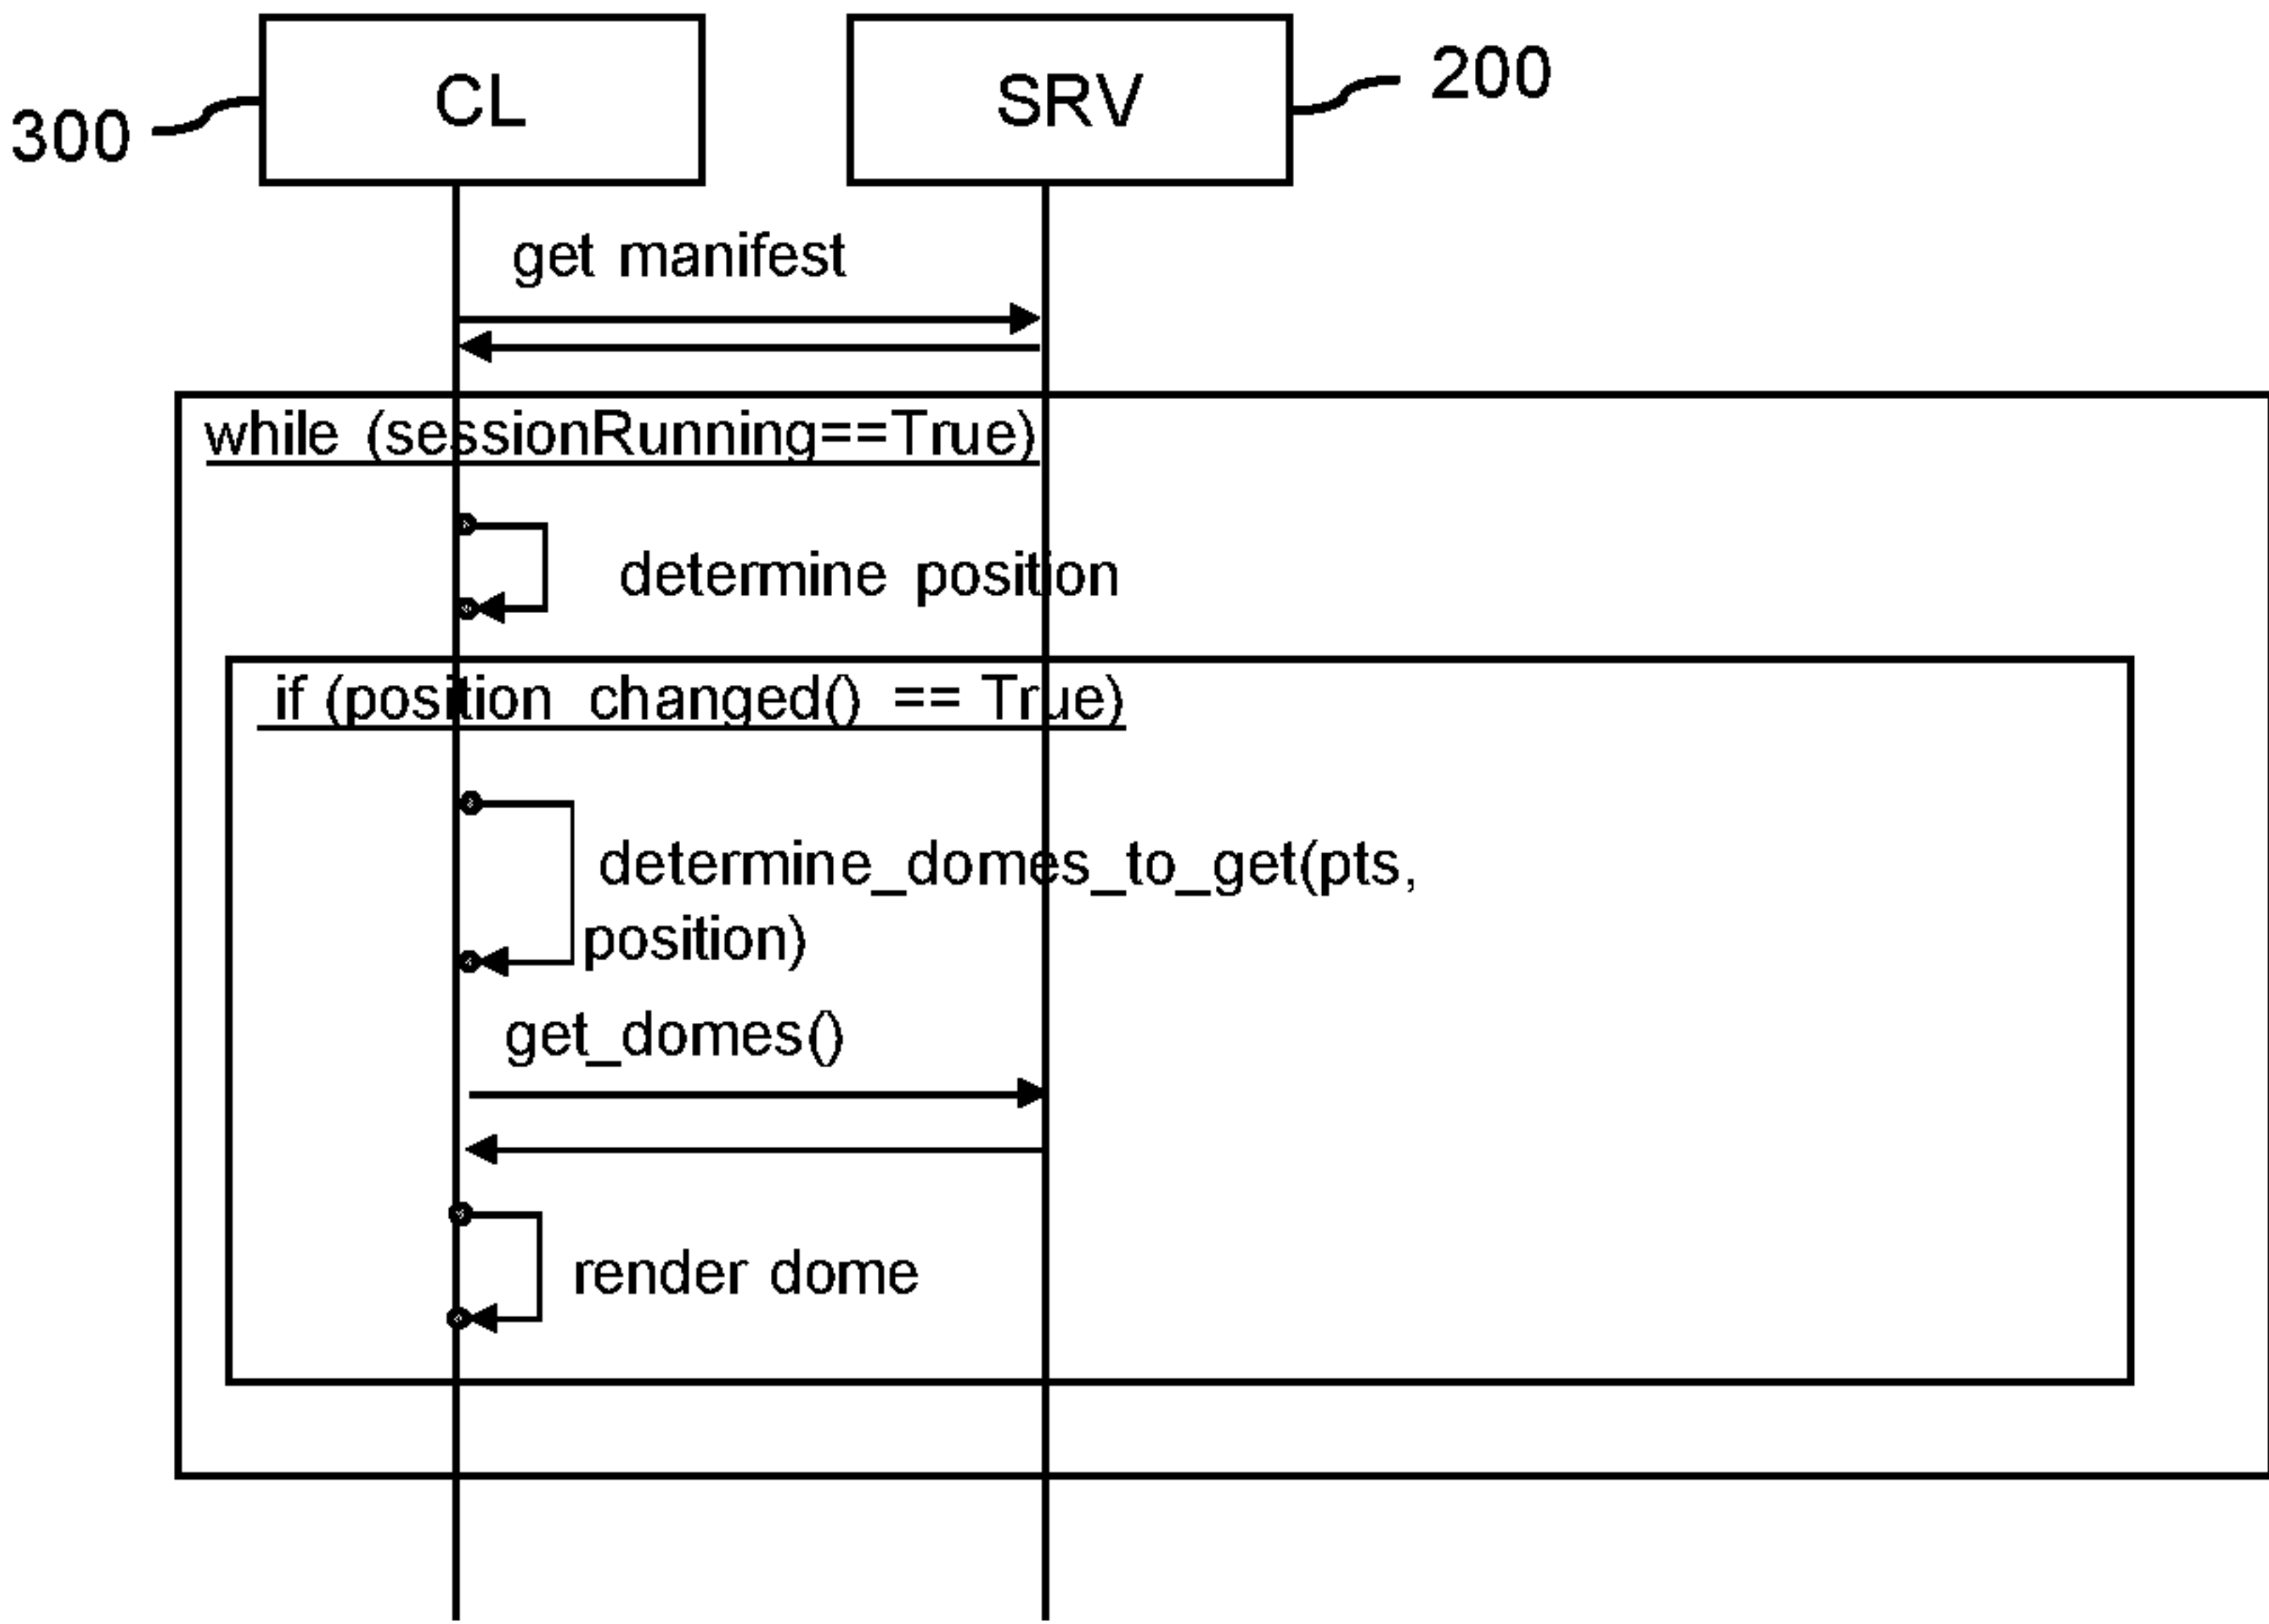 CL
SRV
200
300
get manifest
while (sessionRunning==True)
determine position
if (position changed() == True)
determine_domes_to_get(pts,
position)
get_domes()
render dome